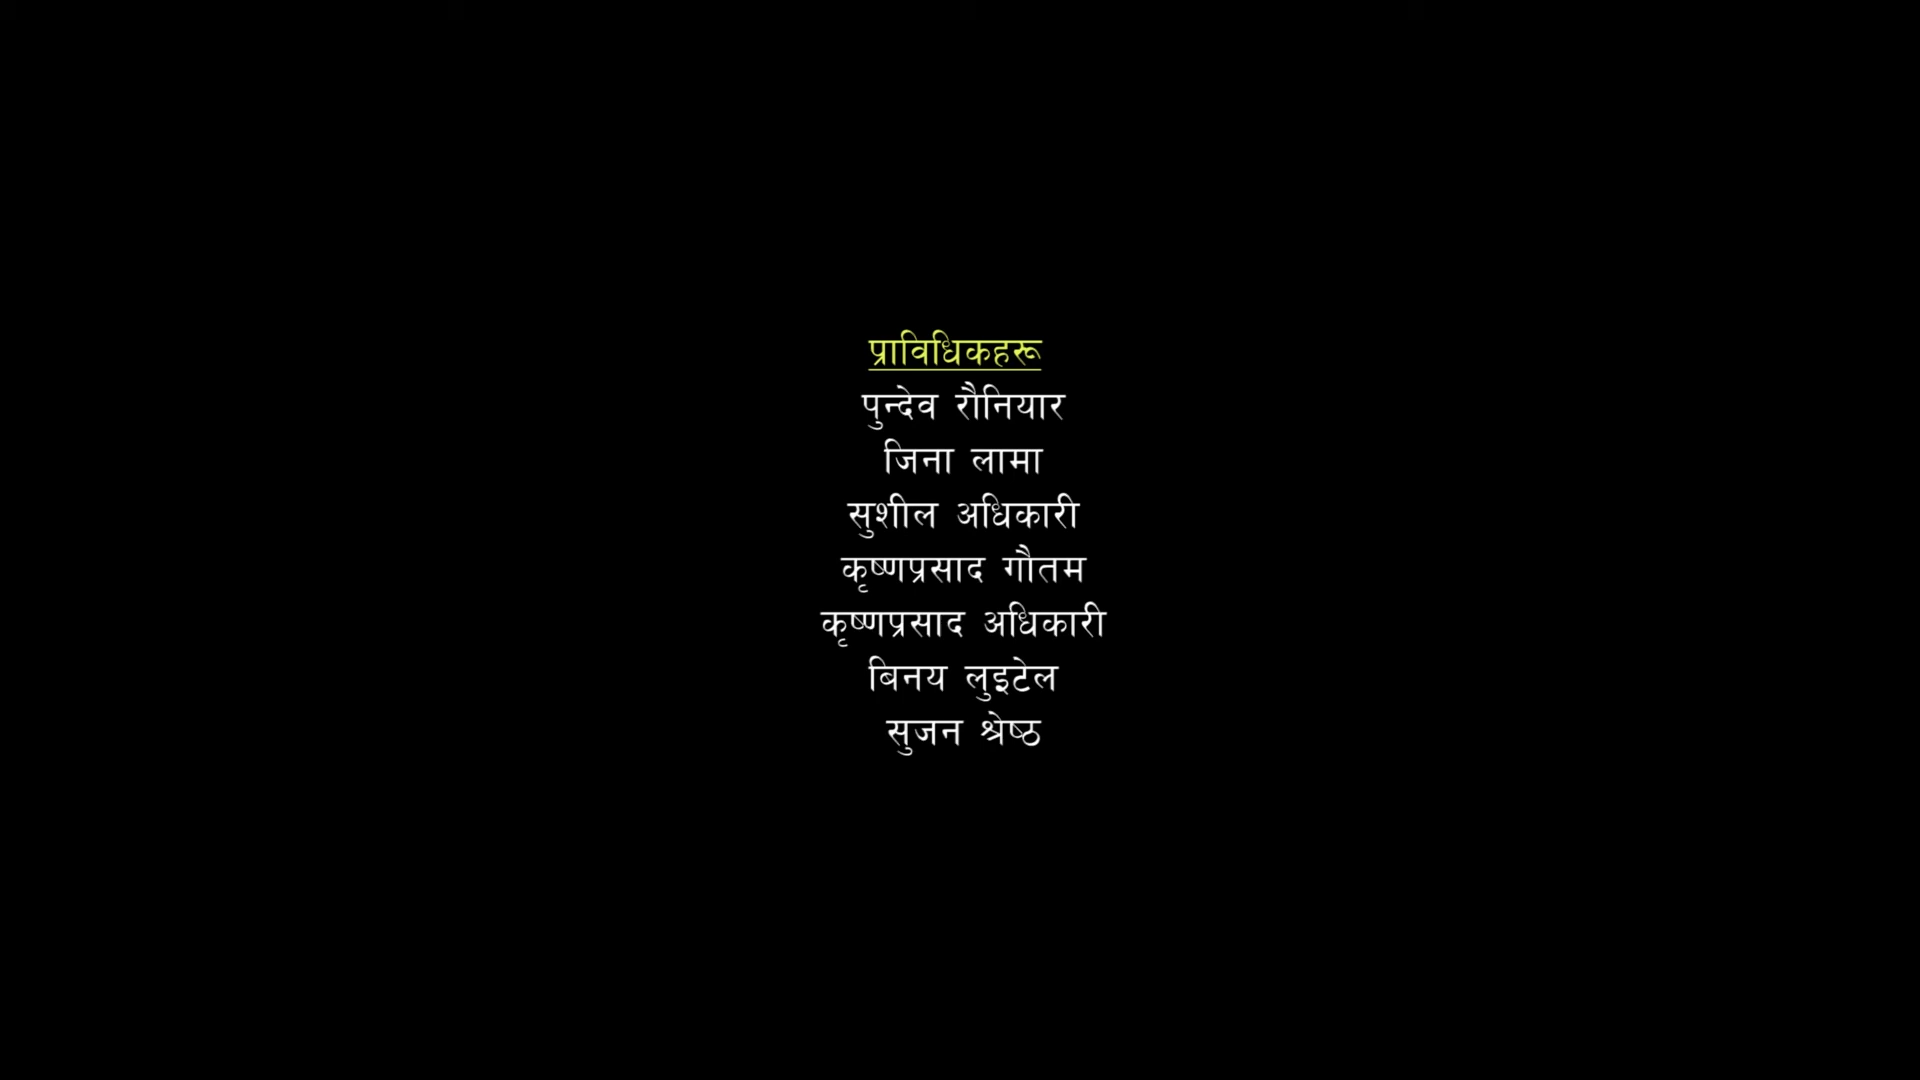 प्राविधिकहरू
पुन्देव रौनियार
जिना लामा
सुशील अधिकारी
कृष्णप्रसाद गौतम
कृष्णप्रसाद अधिकारी
बिनय लुइटेल
सुजन श्रेष्ठ